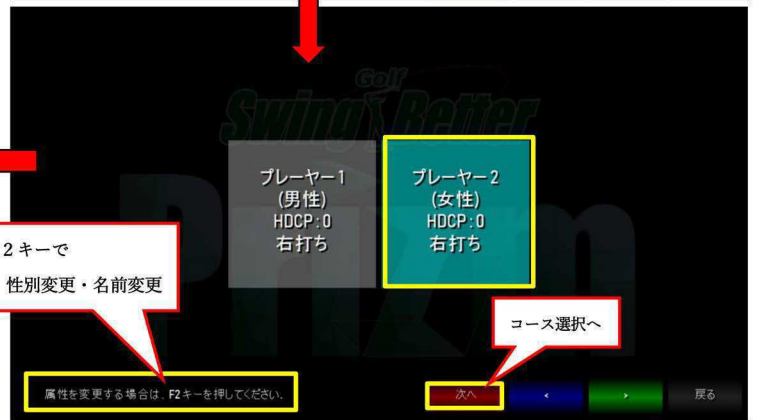 Golf
Swing Better
Prizm
プレーヤー1
(男性)
HDCP:0
右打ち
プレーヤー2
(女性)
HDCP:0
右打ち
2キーで
性別変更・名前変更
コース選択へ
属性を変更する場合は、F2キーを押してください.
次へ
<
>
戻る